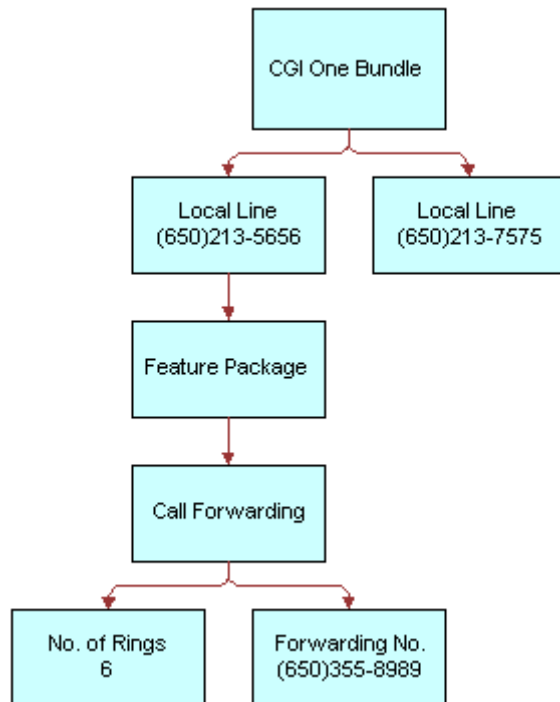 CGI One Bundle
Local Line
(650)213-5656
Local Line
(650)213-7575
Feature Package
Call Forwarding
No. of Rings
6
Forwarding No.
(650)355-8989